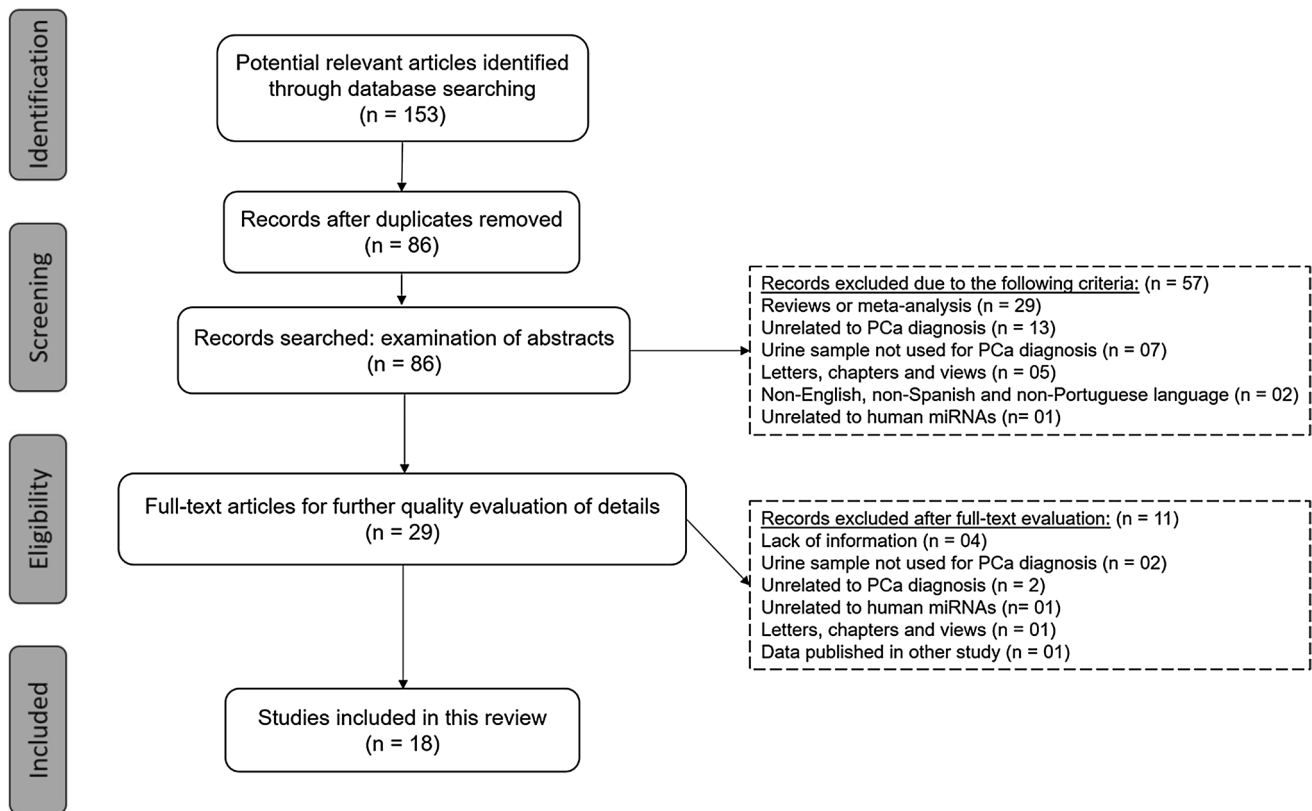 Identification
Potential relevant articles identified
through database searching
(n = 153)
Records after duplicates removed
(n = 86)
Screening
Records searched: examination of abstracts
(n = 86)
Records excluded due to the following criteria: (n = 57)
Reviews or meta-analysis (n = 29)
Unrelated to PCa diagnosis (n = 13)
Urine sample not used for PCa diagnosis (n = 07)
Letters, chapters and views (n = 05)
Non-English, non-Spanish and non-Portuguese language (n = 02)
Unrelated to human miRNAs (n= 01)
Eligibility
Full-text articles for further quality evaluation of details
(n = 29)
Records excluded after full-text evaluation: (n = 11)
Lack of information (n = 04)
Urine sample not used for PCa diagnosis (n = 02)
Unrelated to PCa diagnosis (n = 2)
Unrelated to human miRNAs (n= 01)
Letters, chapters and views (n = 01)
Data published in other study (n = 01)
Included
Studies included in this review
(n = 18)